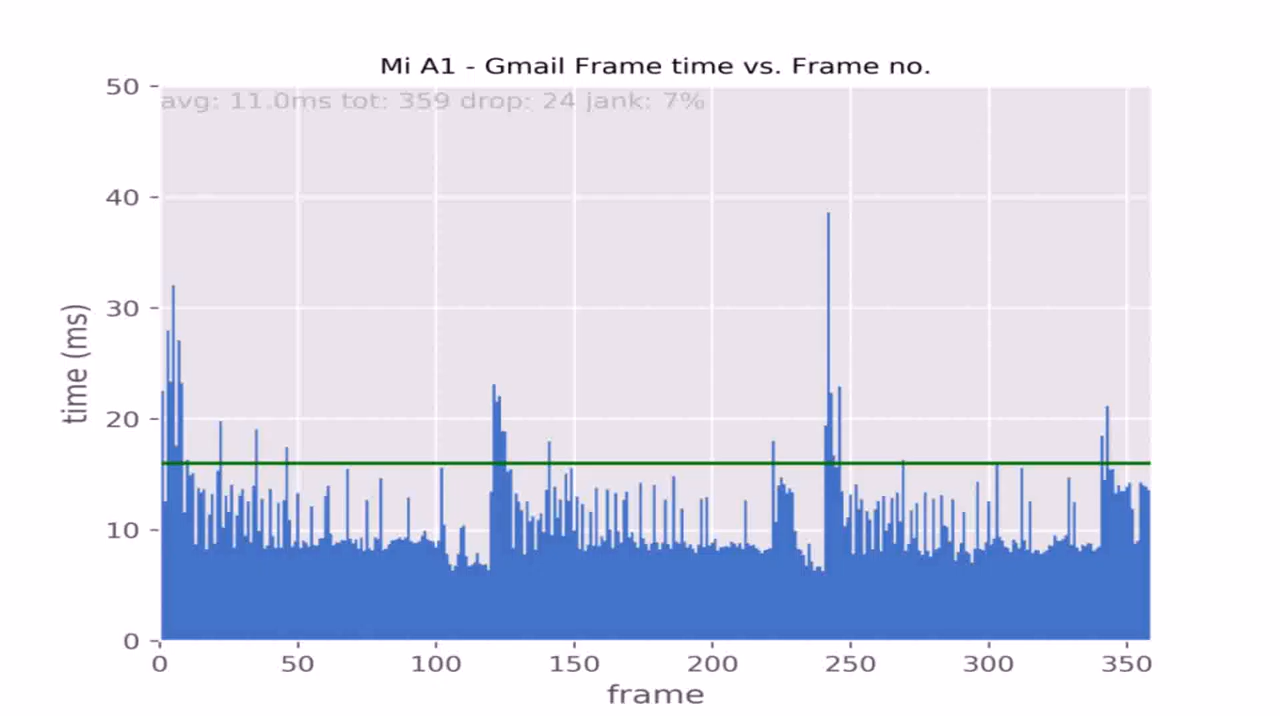 Mi A1 - Gmail Frame time vs. Frame no.
avg: 11.0ms tot: 359 drop: 24 jank: 7%
time (ms)
50
40
30
20
10
0
0 50 100 150 200 250 300 350
frame